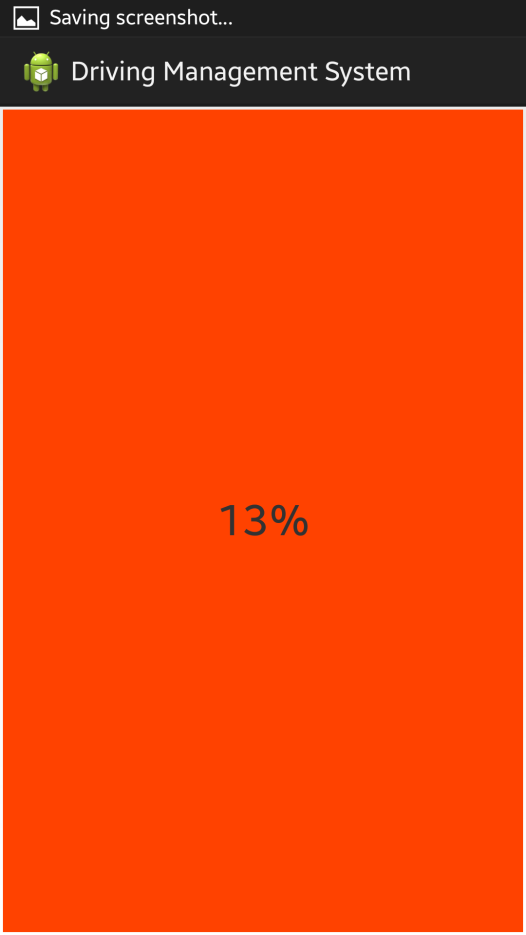 Saving screenshot...
Driving Management System
13%